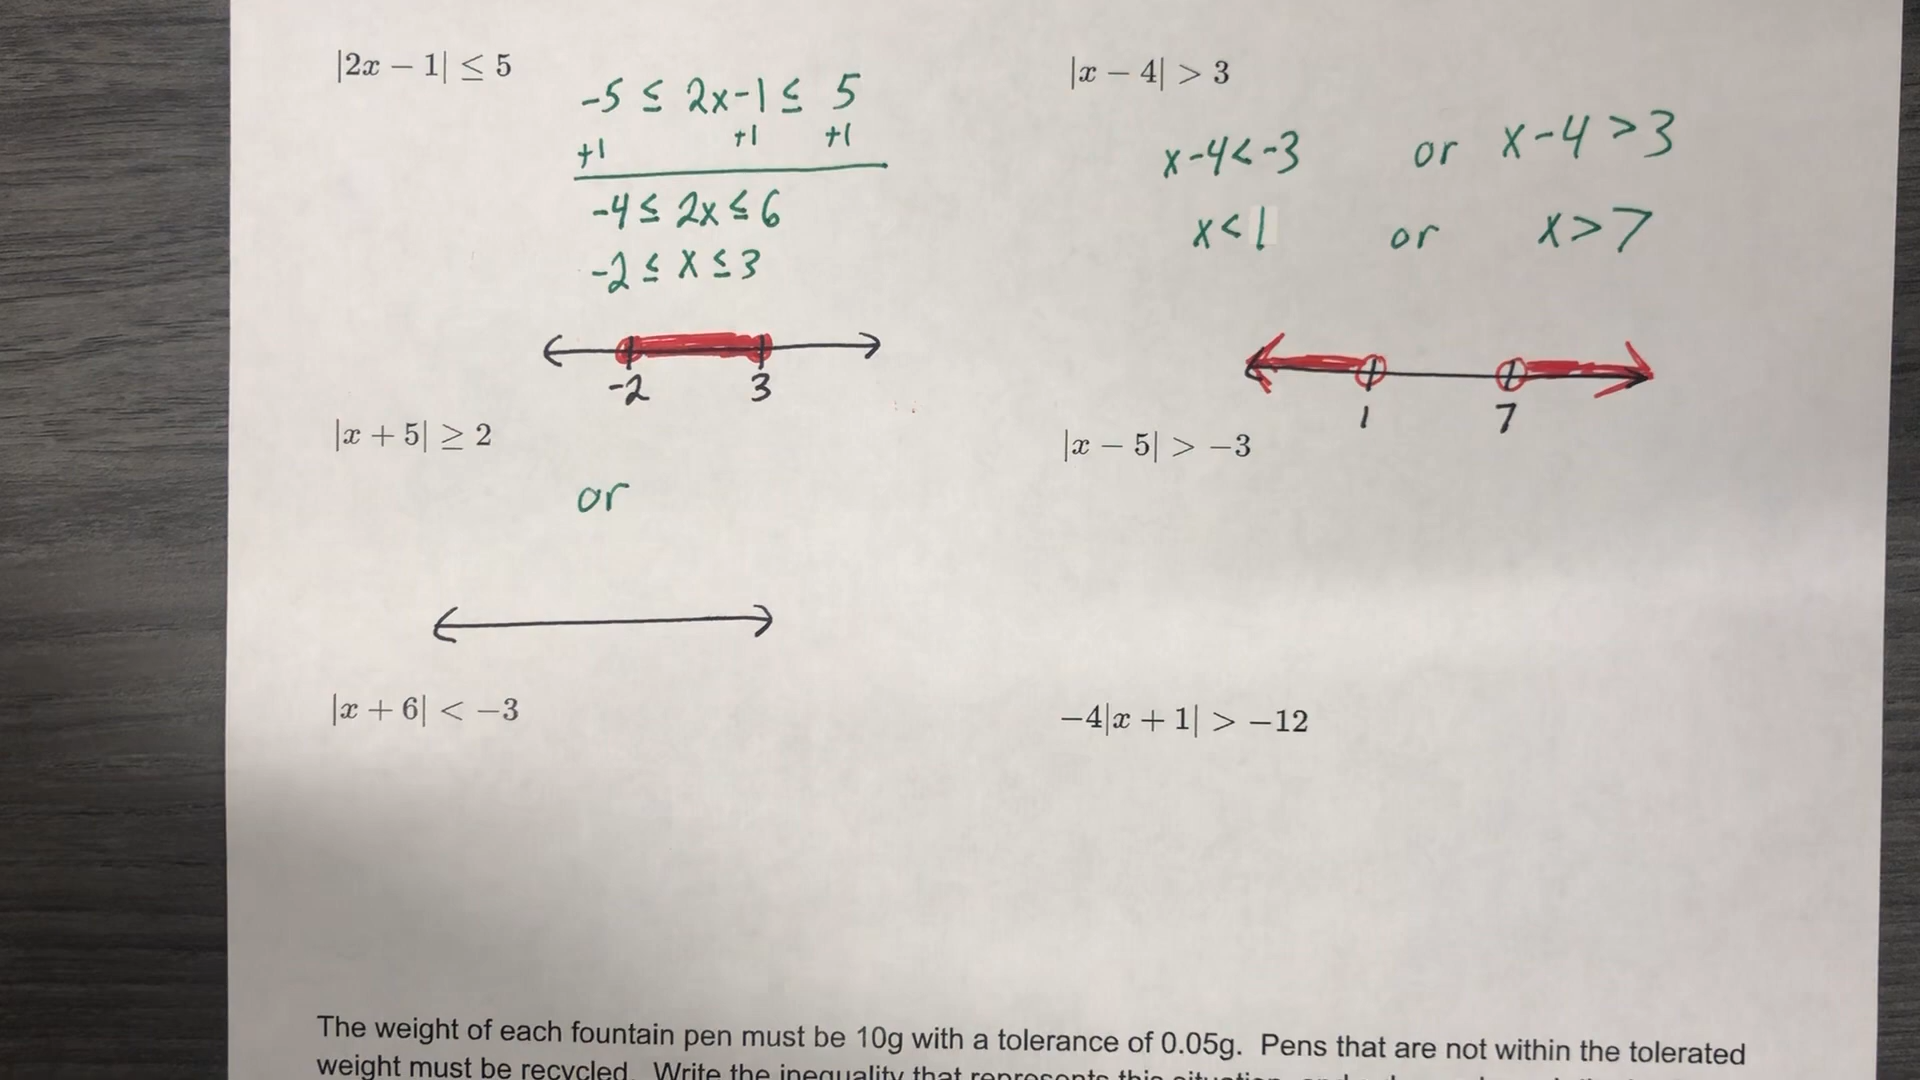 |2x − 1| ≤ 5
-5 ≤ 2x-1 ≤ 5
+1 +1 +1
-4 ≤ 2x ≤ 6
-2 ≤ x ≤ 3
-2 3
|x − 4| > 3
x-4<-3 or x-4>3
x<1 or x>7
1 7
|x + 5| ≥ 2
or
|x − 5| > −3
|x + 6| < −3
−4|x + 1| > −12
The weight of each fountain pen must be 10g with a tolerance of 0.05g. Pens that are not within the tolerated
weight must be recycled. Write the inequality that represents this